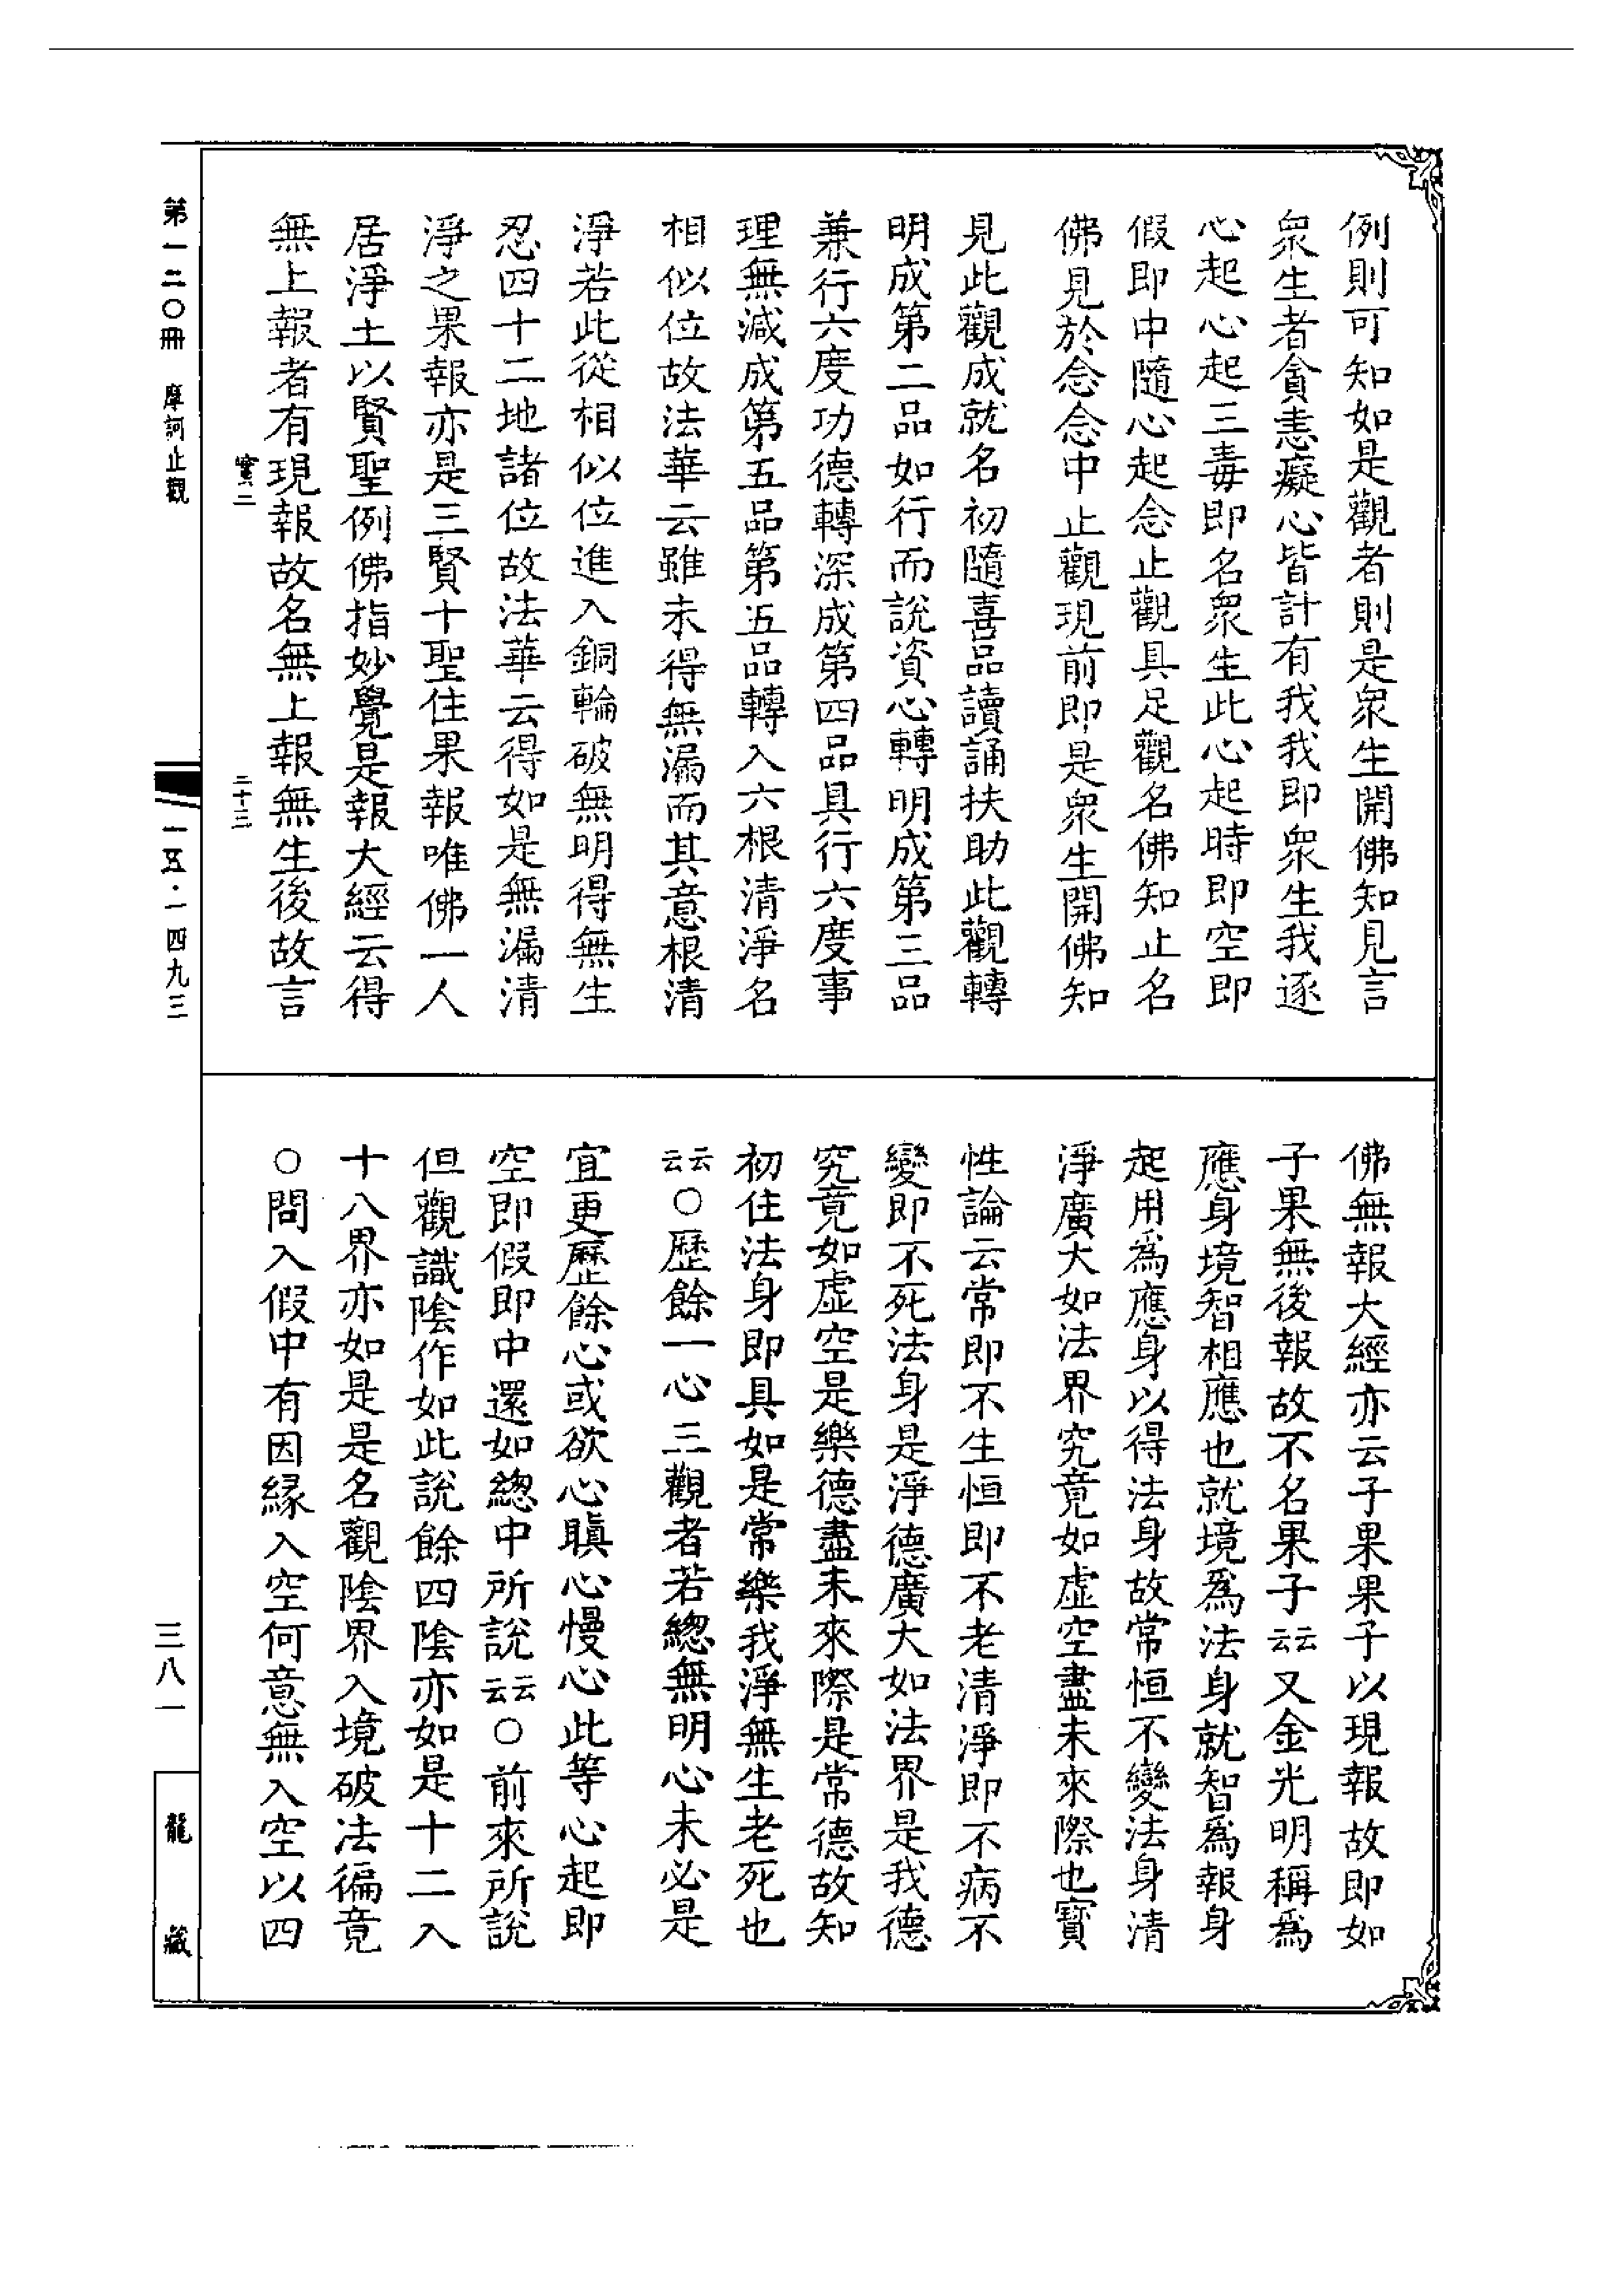 例則可知如是觀者則是衆生開佛知見言
衆生者貪恚癡心皆計有我我即衆生我逐
心起心起三毒即名衆生此心起時即空即
假即中隨心起念止觀具足觀名佛知止名
佛見於念念中止觀現前即是衆生開佛知
見此觀成就名初隨喜品讀誦扶助此觀轉
明成第二品如行而說資心轉明成第三品
兼行六度功德轉深成第四品具行六度事
理無減成第五品第五品轉入六根清淨名
相似位故法華云雖未得無漏而其意根清
淨若此從相似位進入銅輪破無明得無生
忍四十二地諸位故法華云得如是無漏清
淨之果報亦是三賢十聖住果報唯佛一人
居淨土以賢聖例佛指妙覺是報大經云得
無上報者有現報故名無上報無生後故言
寳二 二十三
佛無報大經亦云子果果子以現報故即如
子果無後報故不名果子云云又金光明稱爲
應身境智相應也就境爲法身就智爲報身
起用爲應身以得法身故常恒不變法身清
淨廣大如法界究竟如虛空盡未來際也寳
性論云常即不生恒即不老清淨即不病不
變即不死法身是淨德廣大如法界是我德
究竟如虛空是樂德盡未來際是常德故知
初住法身即具如是常樂我淨無生老死也
云云○歷餘一心三觀者若總無明心未必是
宜更歷餘心或欲心瞋心慢心此等心起即
空即假即中還如總中所說云云○前來所說
但觀識陰作如此說餘四陰亦如是十二入
十八界亦如是是名觀陰界入境破法徧竟
○問入假中有因緣入空何意無入空以四
第一二〇冊 摩訶止觀
一五·一四九三
三八一
龍藏